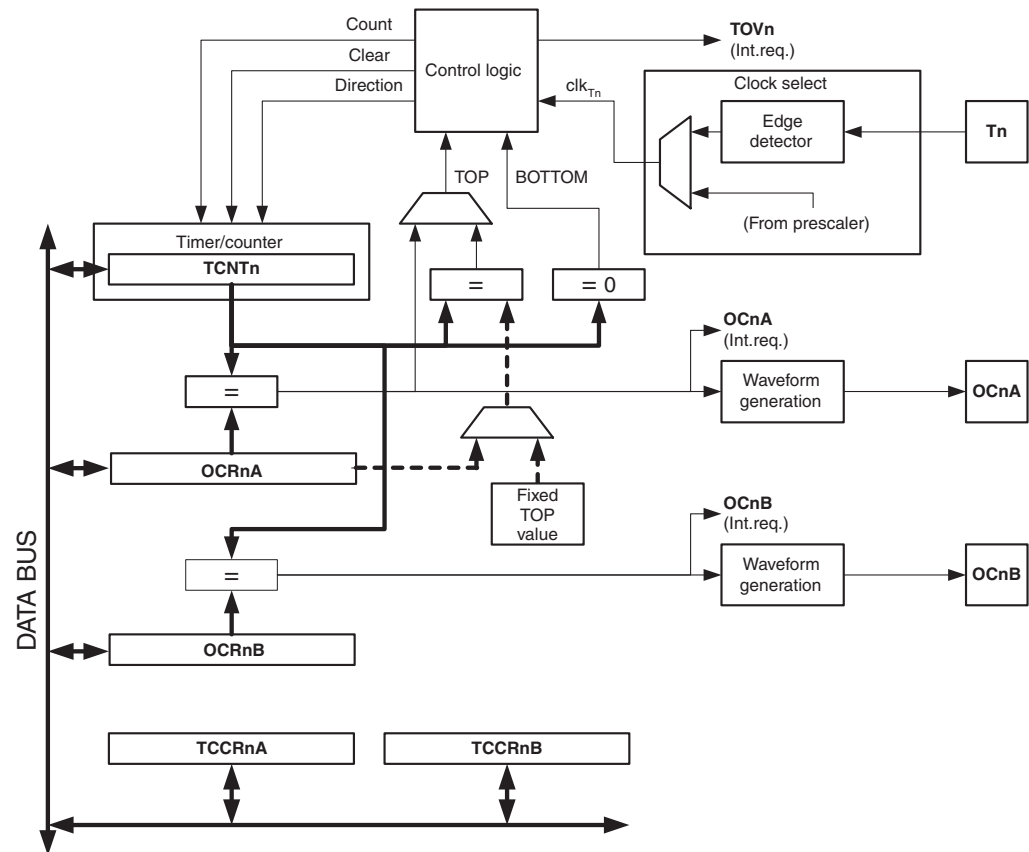 Count
Clear
Direction
Control logic
TOVn
(Int.req.)
Clock select
clkTn
Edge
detector
Tn
TOP
BOTTOM
(From prescaler)
Timer/counter
TCNTn
=
= 0
OCnA
(Int.req.)
=
Waveform
generation
OCnA
OCRnA
Fixed
TOP
value
OCnB
(Int.req.)
=
Waveform
generation
OCnB
DATA BUS
OCRnB
TCCRnA
TCCRnB